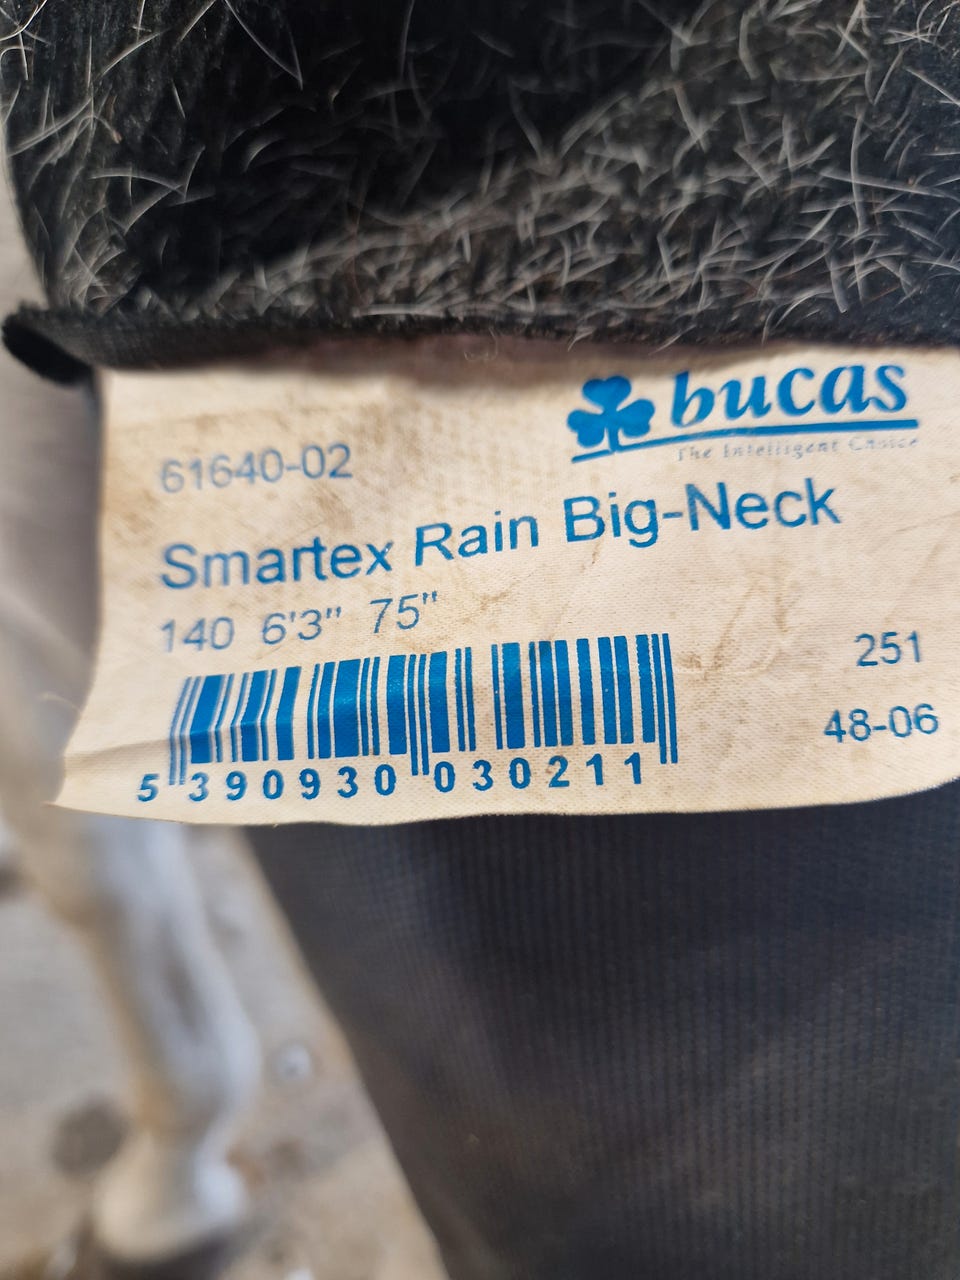 bucas
The Intelligent Choice
61640-02
Smartex Rain Big-Neck
140 6'3" 75"
251
48-06
5 390930 030211